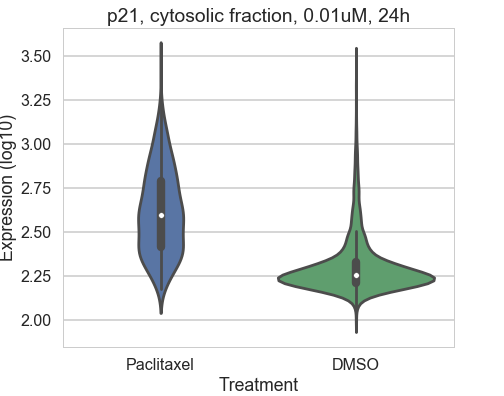 p21, cytosolic fraction, 0.01uM, 24h
Expression (log10)
3.50
3.25
3.00
2.75
2.50
2.25
2.00
Paclitaxel
DMSO
Treatment